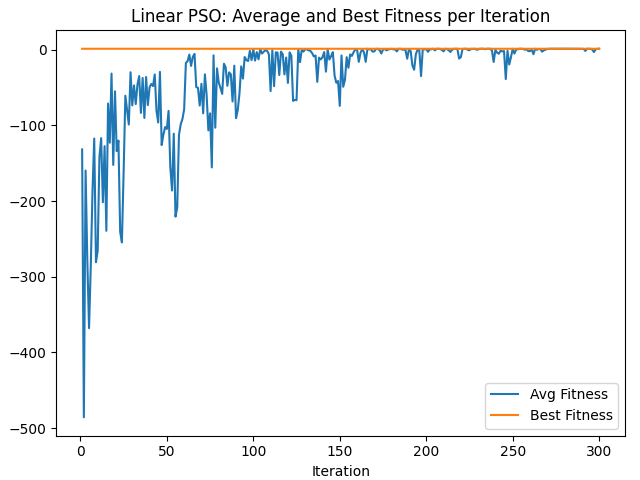 Linear PSO: Average and Best Fitness per Iteration
0
−100
−200
−300
−400
−500
Avg Fitness
Best Fitness
0 50 100 150 200 250 300
Iteration